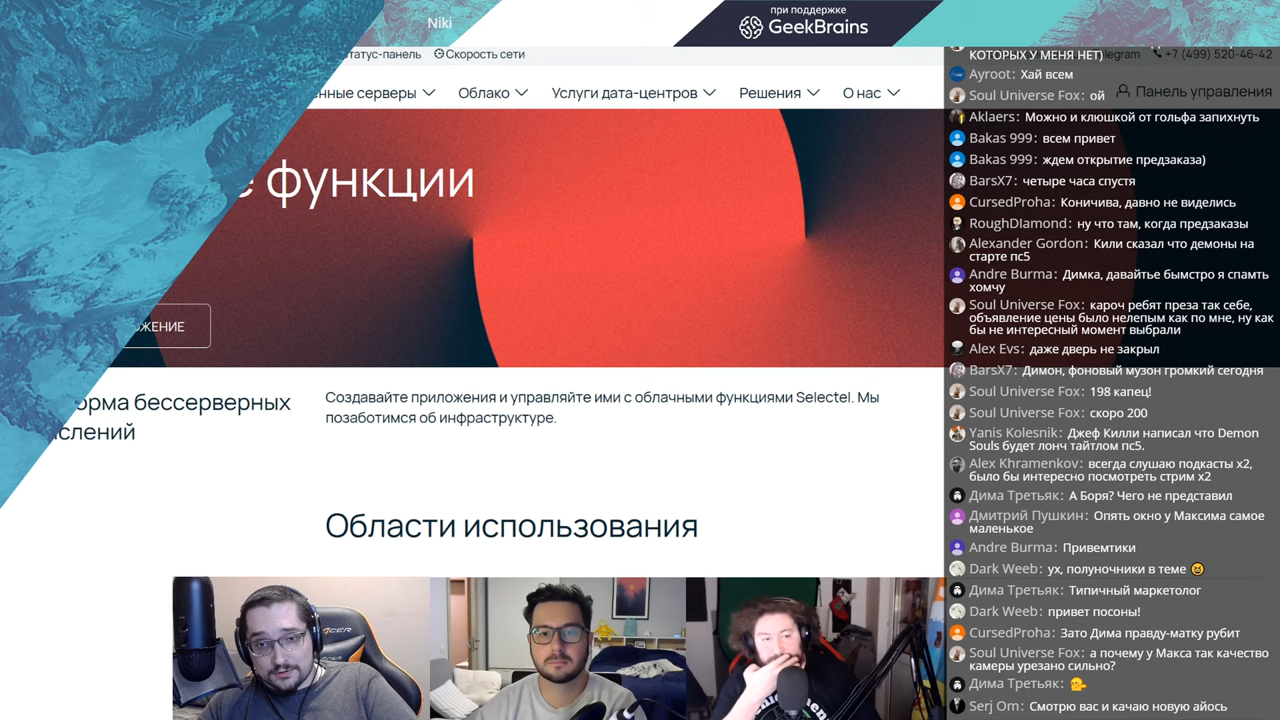 Niki
при поддержке
GeekBrains
Статус-панель
Скорость сети
+7 (499) 520-46-42
серверы
Облако
Услуги дата-центров
Решения
О нас
Панель управления
функции
Создавайте приложения и управляйте ими с облачными функциями Selectel. Мы
позаботимся об инфраструктуре.
бессерверных
Области использования
ACER
КОТОРЫХ У МЕНЯ НЕТ)
Ayroot: Хай всем
Soul Universe Fox: ой
Aklaers: Можно и клюшкой от гольфа запихнуть
Bakas 999: всем привет
Bakas 999: ждем открытие предзаказа)
BarsX7: четыре часа спустя
CursedProha: Коничива, давно не виделись
RoughDIamond: ну что там, когда предзаказы
Alexander Gordon: Кили сказал что демоны на
старте пс5
Andre Burma: Димка, давайтье бымстро я спамть
хомчу
Soul Universe Fox: кароч ребят преза так себе,
объявление цены было нелепым как по мне, ну как
бы не интересный момент выбрали
Alex Evs: даже дверь не закрыл
BarsX7: Димон, фоновый музон громкий сегодня
Soul Universe Fox: 198 капец!
Soul Universe Fox: скоро 200
Yanis Kolesnik: Джеф Килли написал что Demon
Souls будет лонч тайтлом пс5.
Alex Khramenkov: всегда слушаю подкасты х2,
было бы интересно посмотреть стрим х2
Дима Третьяк: А Боря? Чего не представил
Дмитрий Пушкин: Опять окно у Максима самое
маленькое
Andre Burma: Привемтики
Dark Weeb: ух, полуночники в теме 😆
Дима Третьяк: Типичный маркетолог
Dark Weeb: привет посоны!
CursedProha: Зато Дима правду-матку рубит
Soul Universe Fox: а почему у Макса так качество
камеры урезано сильно?
Дима Третьяк:
Serj Om: Смотрю вас и качаю новую айось